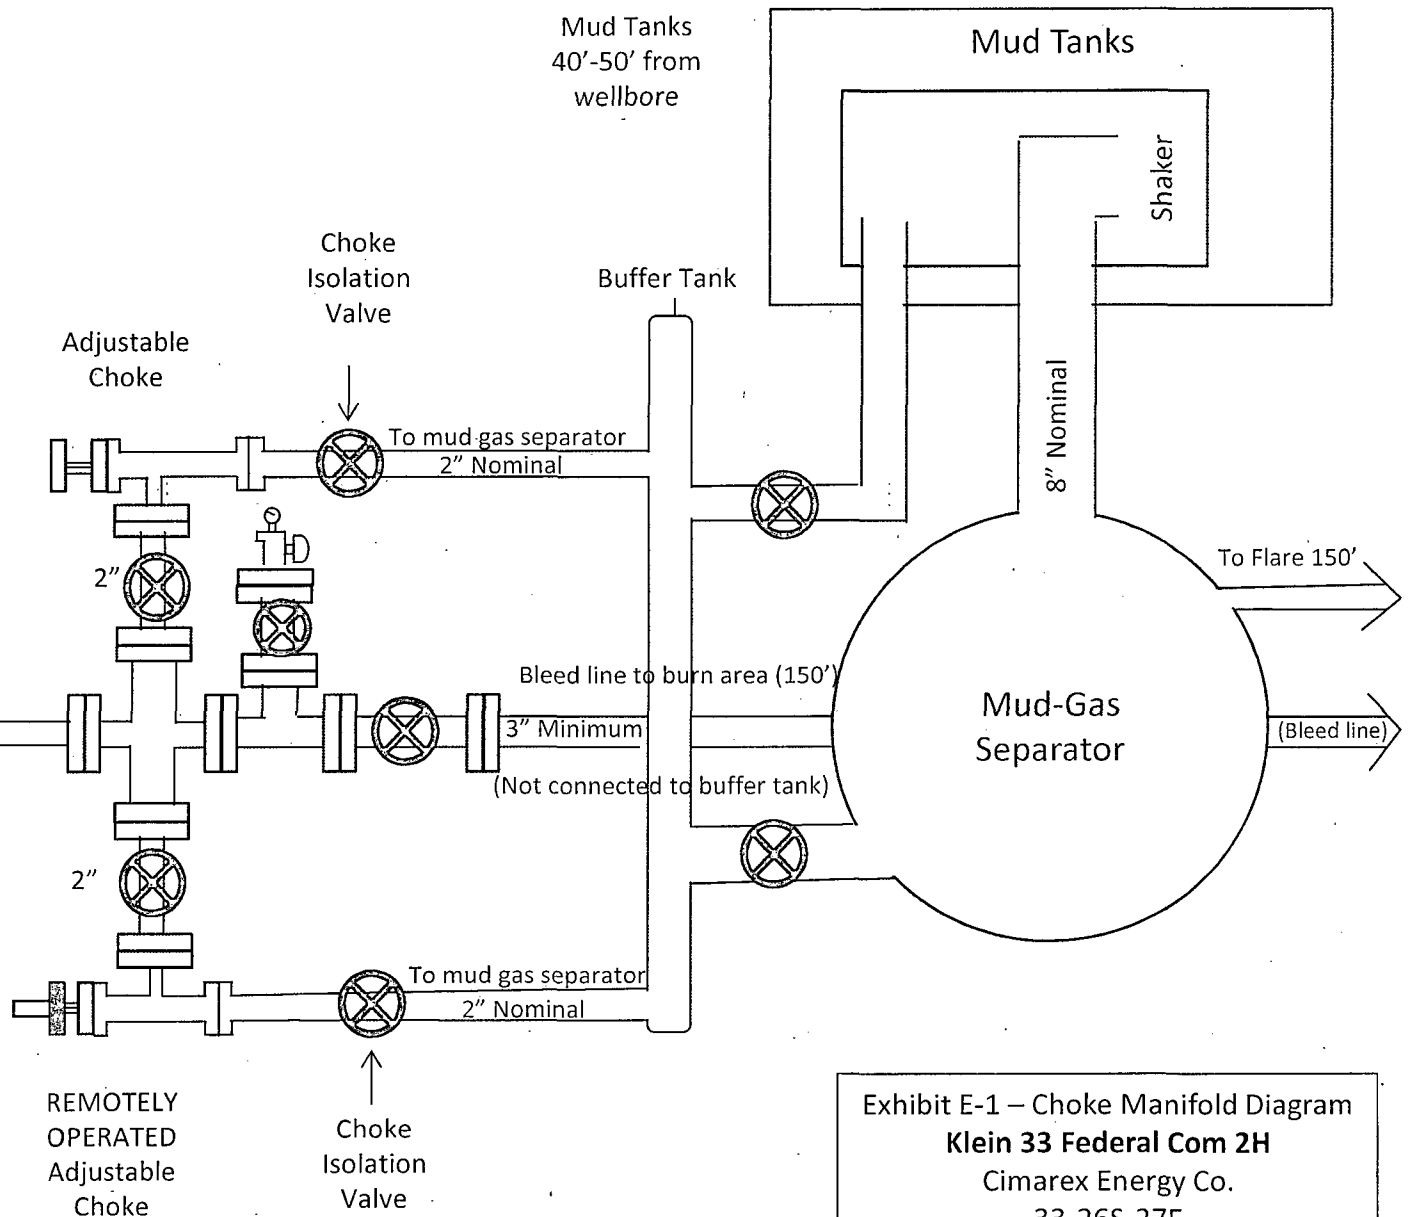 Mud Tanks
40'-50' from
wellbore
Mud Tanks
Shaker
Choke
Isolation
Valve
Buffer Tank
Adjustable
Choke
8" Nominal
To mud gas separator
2" Nominal
2"
To Flare 150'
Bleed line to burn area (150')
3" Minimum
(Not connected to buffer tank)
Mud-Gas
Separator
(Bleed line)
2"
To mud gas separator
2" Nominal
REMOTELY
OPERATED
Adjustable
Choke
Choke
Isolation
Valve
Exhibit E-1 – Choke Manifold Diagram
Klein 33 Federal Com 2H
Cimarex Energy Co.
33-26S-27E